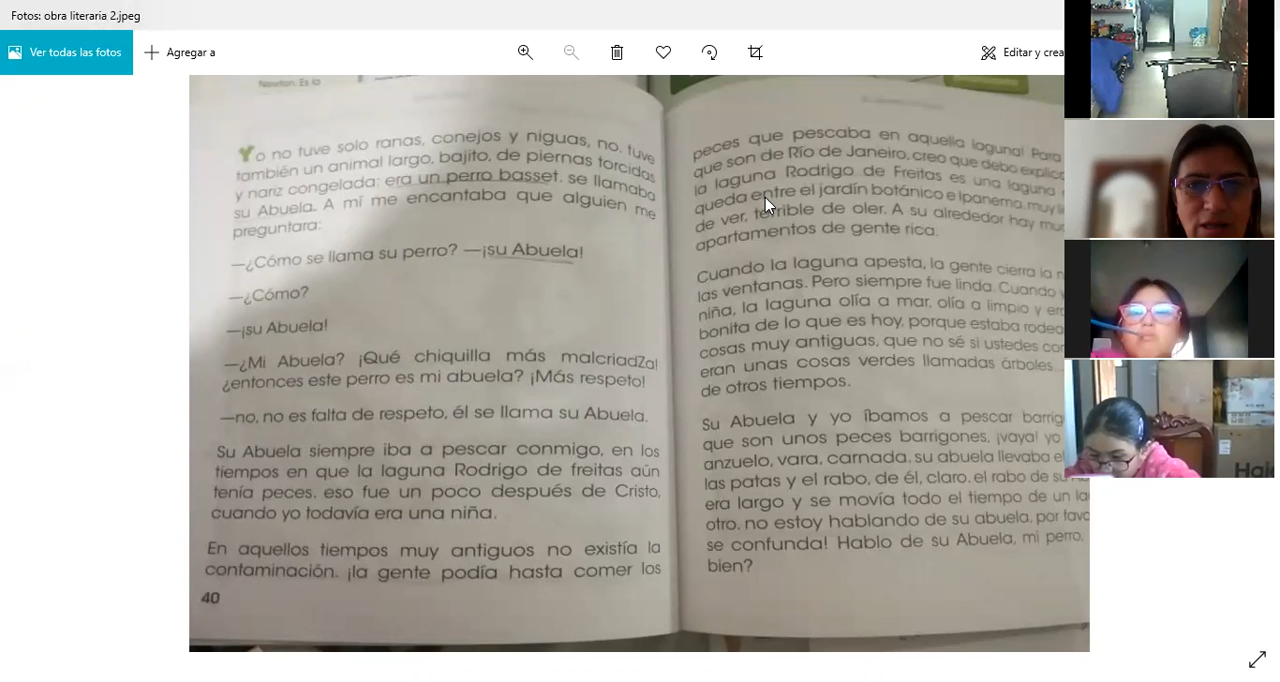 Fotos: obra literaria 2.jpeg
Ver todas las fotos
Agregar a
Editar y crea
Newton: Es lo
Yo no tuve solo ranas, conejos y niguas, no, tuve
también un animal largo, bajito, de piernas torcidas
y nariz congelada: era un perro basset, se llamaba
su Abuela. A mí me encantaba que alguien me
preguntara:
—¿Cómo se llama su perro? —¡su Abuela!
—¿Cómo?
—¡su Abuela!
—¿Mi Abuela? ¡Qué chiquilla más malcriadZa!
¿entonces este perro es mi abuela? ¡Más respeto!
—no, no es falta de respeto, él se llama su Abuela.
Su Abuela siempre iba a pescar conmigo, en los
tiempos en que la laguna Rodrigo de freitas aún
tenía peces. eso fue un poco después de Cristo,
cuando yo todavía era una niña.
En aquellos tiempos muy antiguos no existía la
contaminación. ¡la gente podía hasta comer los
40
peces que pescaba en aquella laguna! Para
que son de Río de Janeiro, creo que debo explic
la laguna Rodrigo de Freitas es una laguna
queda entre el jardín botánico e Ipanema, muy li
de ver, terrible de oler. A su alrededor hay muc
apartamentos de gente rica.
Cuando la laguna apesta, la gente cierra la n
las ventanas. Pero siempre fue linda. Cuando y
niña, la laguna olía a mar, olía a limpio y era
bonita de lo que es hoy, porque estaba rodea
cosas muy antiguas, que no sé si ustedes con
eran unas cosas verdes llamadas árboles...
de otros tiempos.
Su Abuela y yo íbamos a pescar barrig
que son unos peces barrigones, ¡vaya! yo
anzuelo, vara, carnada. su abuela llevaba el
las patas y el rabo, de él, claro. el rabo de su
era largo y se movía todo el tiempo de un la
otro. no estoy hablando de su abuela, por favo
se confunda! Hablo de su Abuela, mi perro,
bien?